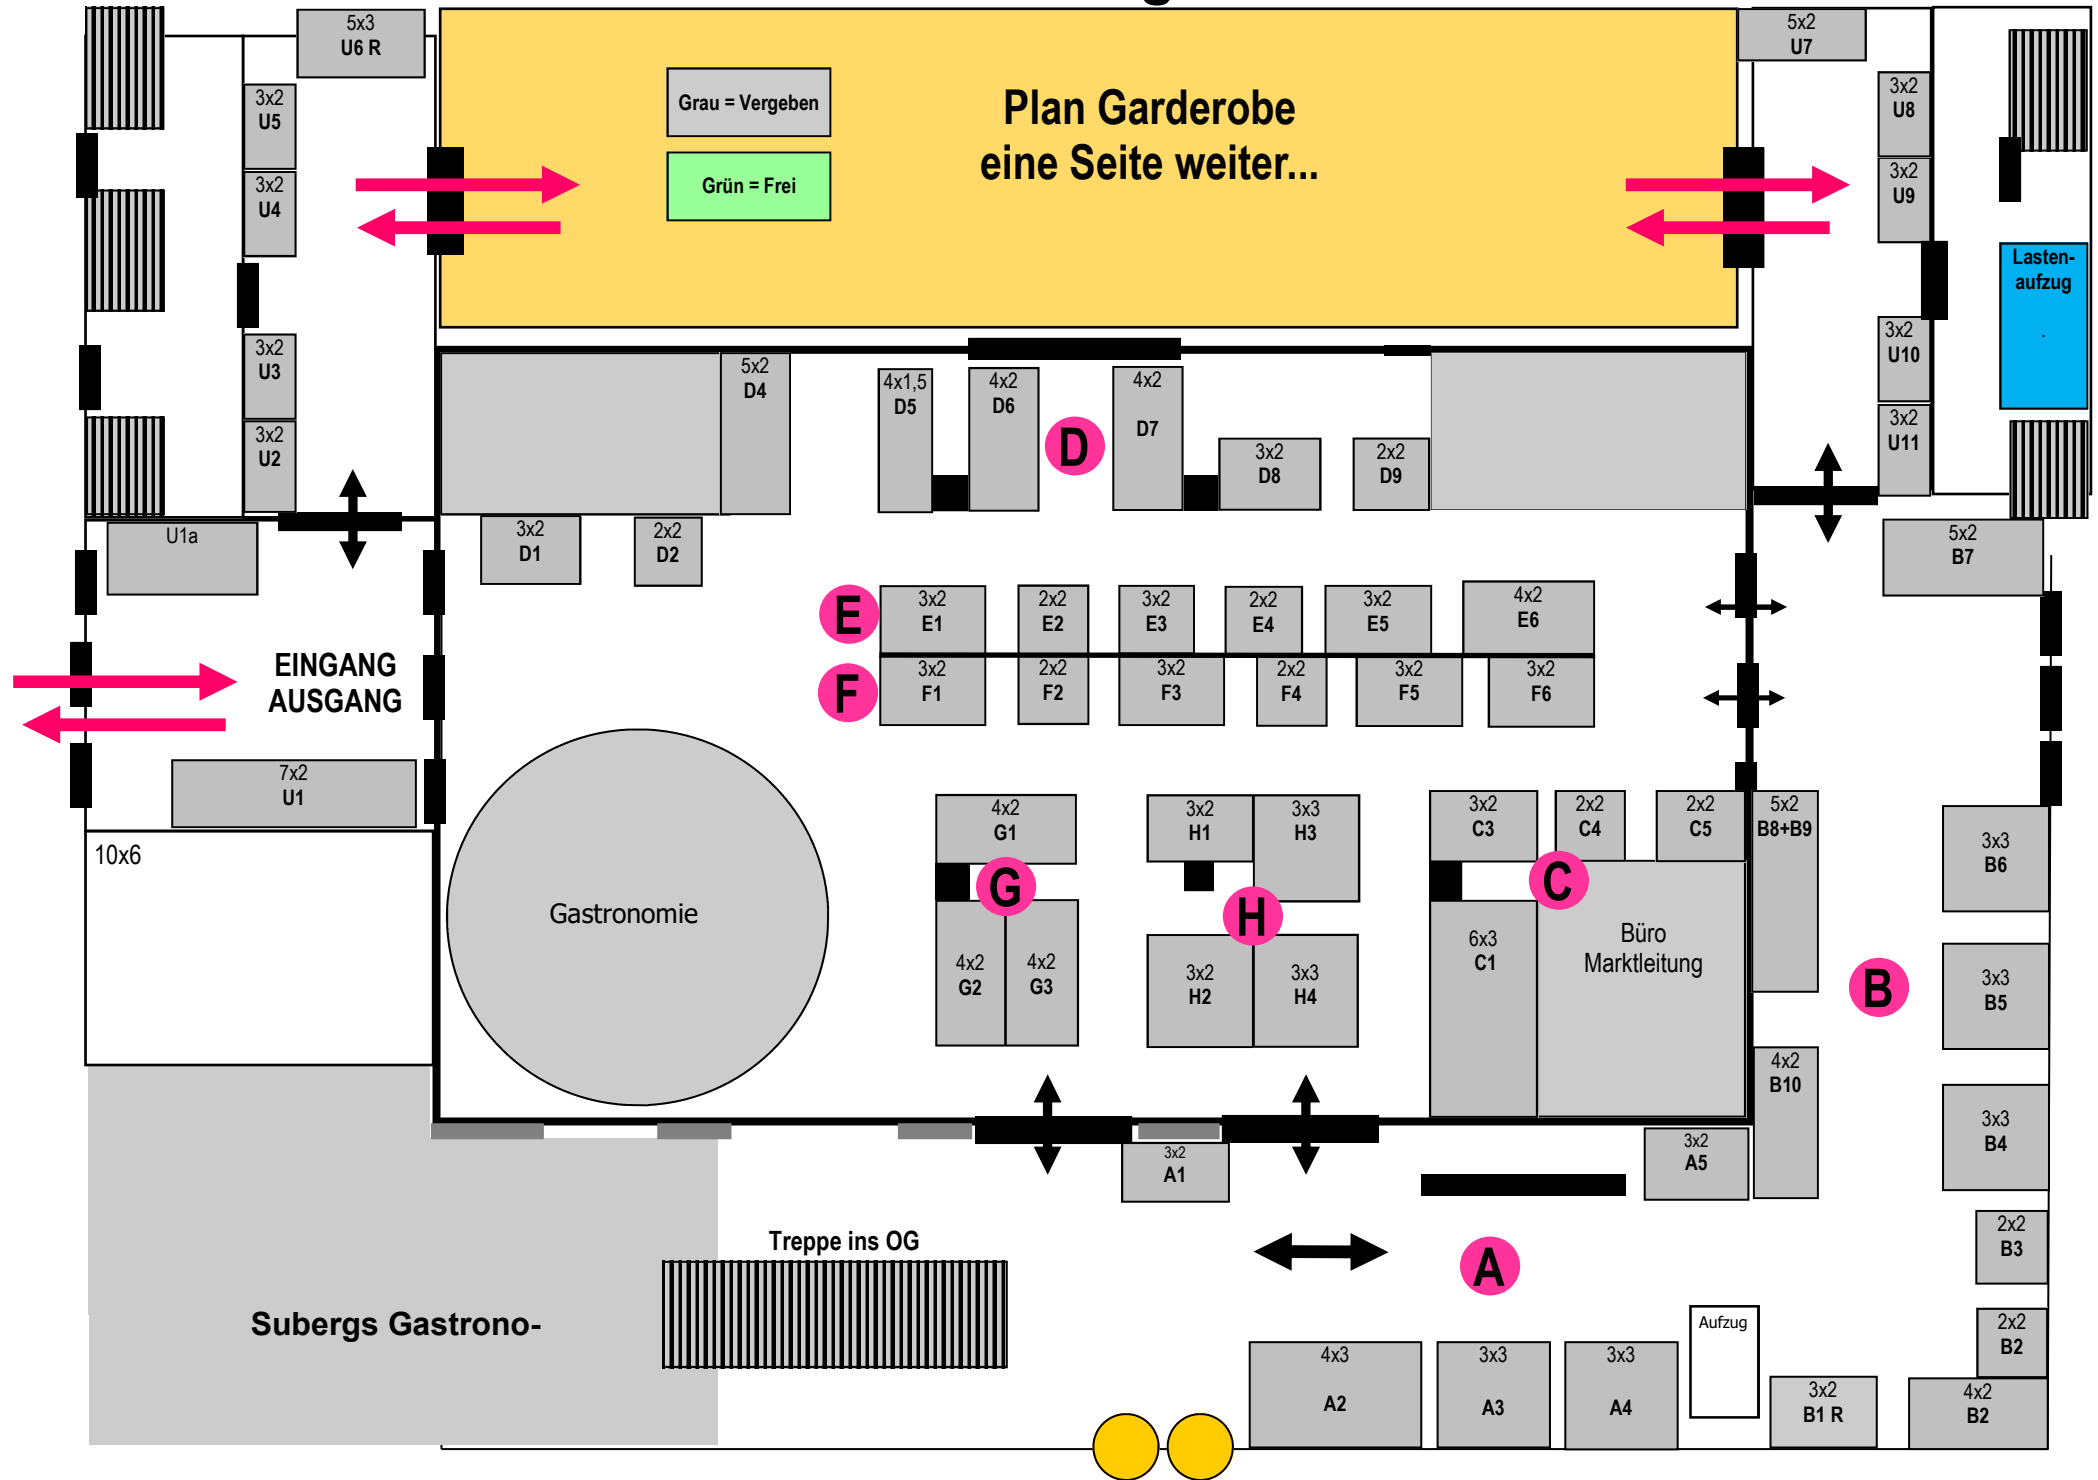 5x3
U6 R
5x2
U7
Grau = Vergeben
Grün = Frei
Plan Garderobe
eine Seite weiter...
3x2
U5
3x2
U4
3x2
U3
3x2
U2
3x2
U8
3x2
U9
3x2
U10
3x2
U11
Lasten-
aufzug
.
5x2
D4
4x1,5
D5
4x2
D6
D
4x2
D7
3x2
D8
2x2
D9
U1a
3x2
D1
2x2
D2
5x2
B7
E
3x2
E1
2x2
E2
3x2
E3
2x2
E4
3x2
E5
4x2
E6
F
3x2
F1
2x2
F2
3x2
F3
2x2
F4
3x2
F5
3x2
F6
EINGANG
AUSGANG
7x2
U1
10x6
Gastronomie
4x2
G1
G
4x2
G2
4x2
G3
3x2
H1
3x3
H3
H
3x2
H2
3x3
H4
3x2
C3
2x2
C4
2x2
C5
C
6x3
C1
Büro
Marktleitung
5x2
B8+B9
3x3
B6
B
3x3
B5
4x2
B10
3x3
B4
3x2
A1
3x2
A5
2x2
B3
Treppe ins OG
A
Subergs Gastrono-
Aufzug
2x2
B2
4x3
A2
3x3
A3
3x3
A4
3x2
B1 R
4x2
B2